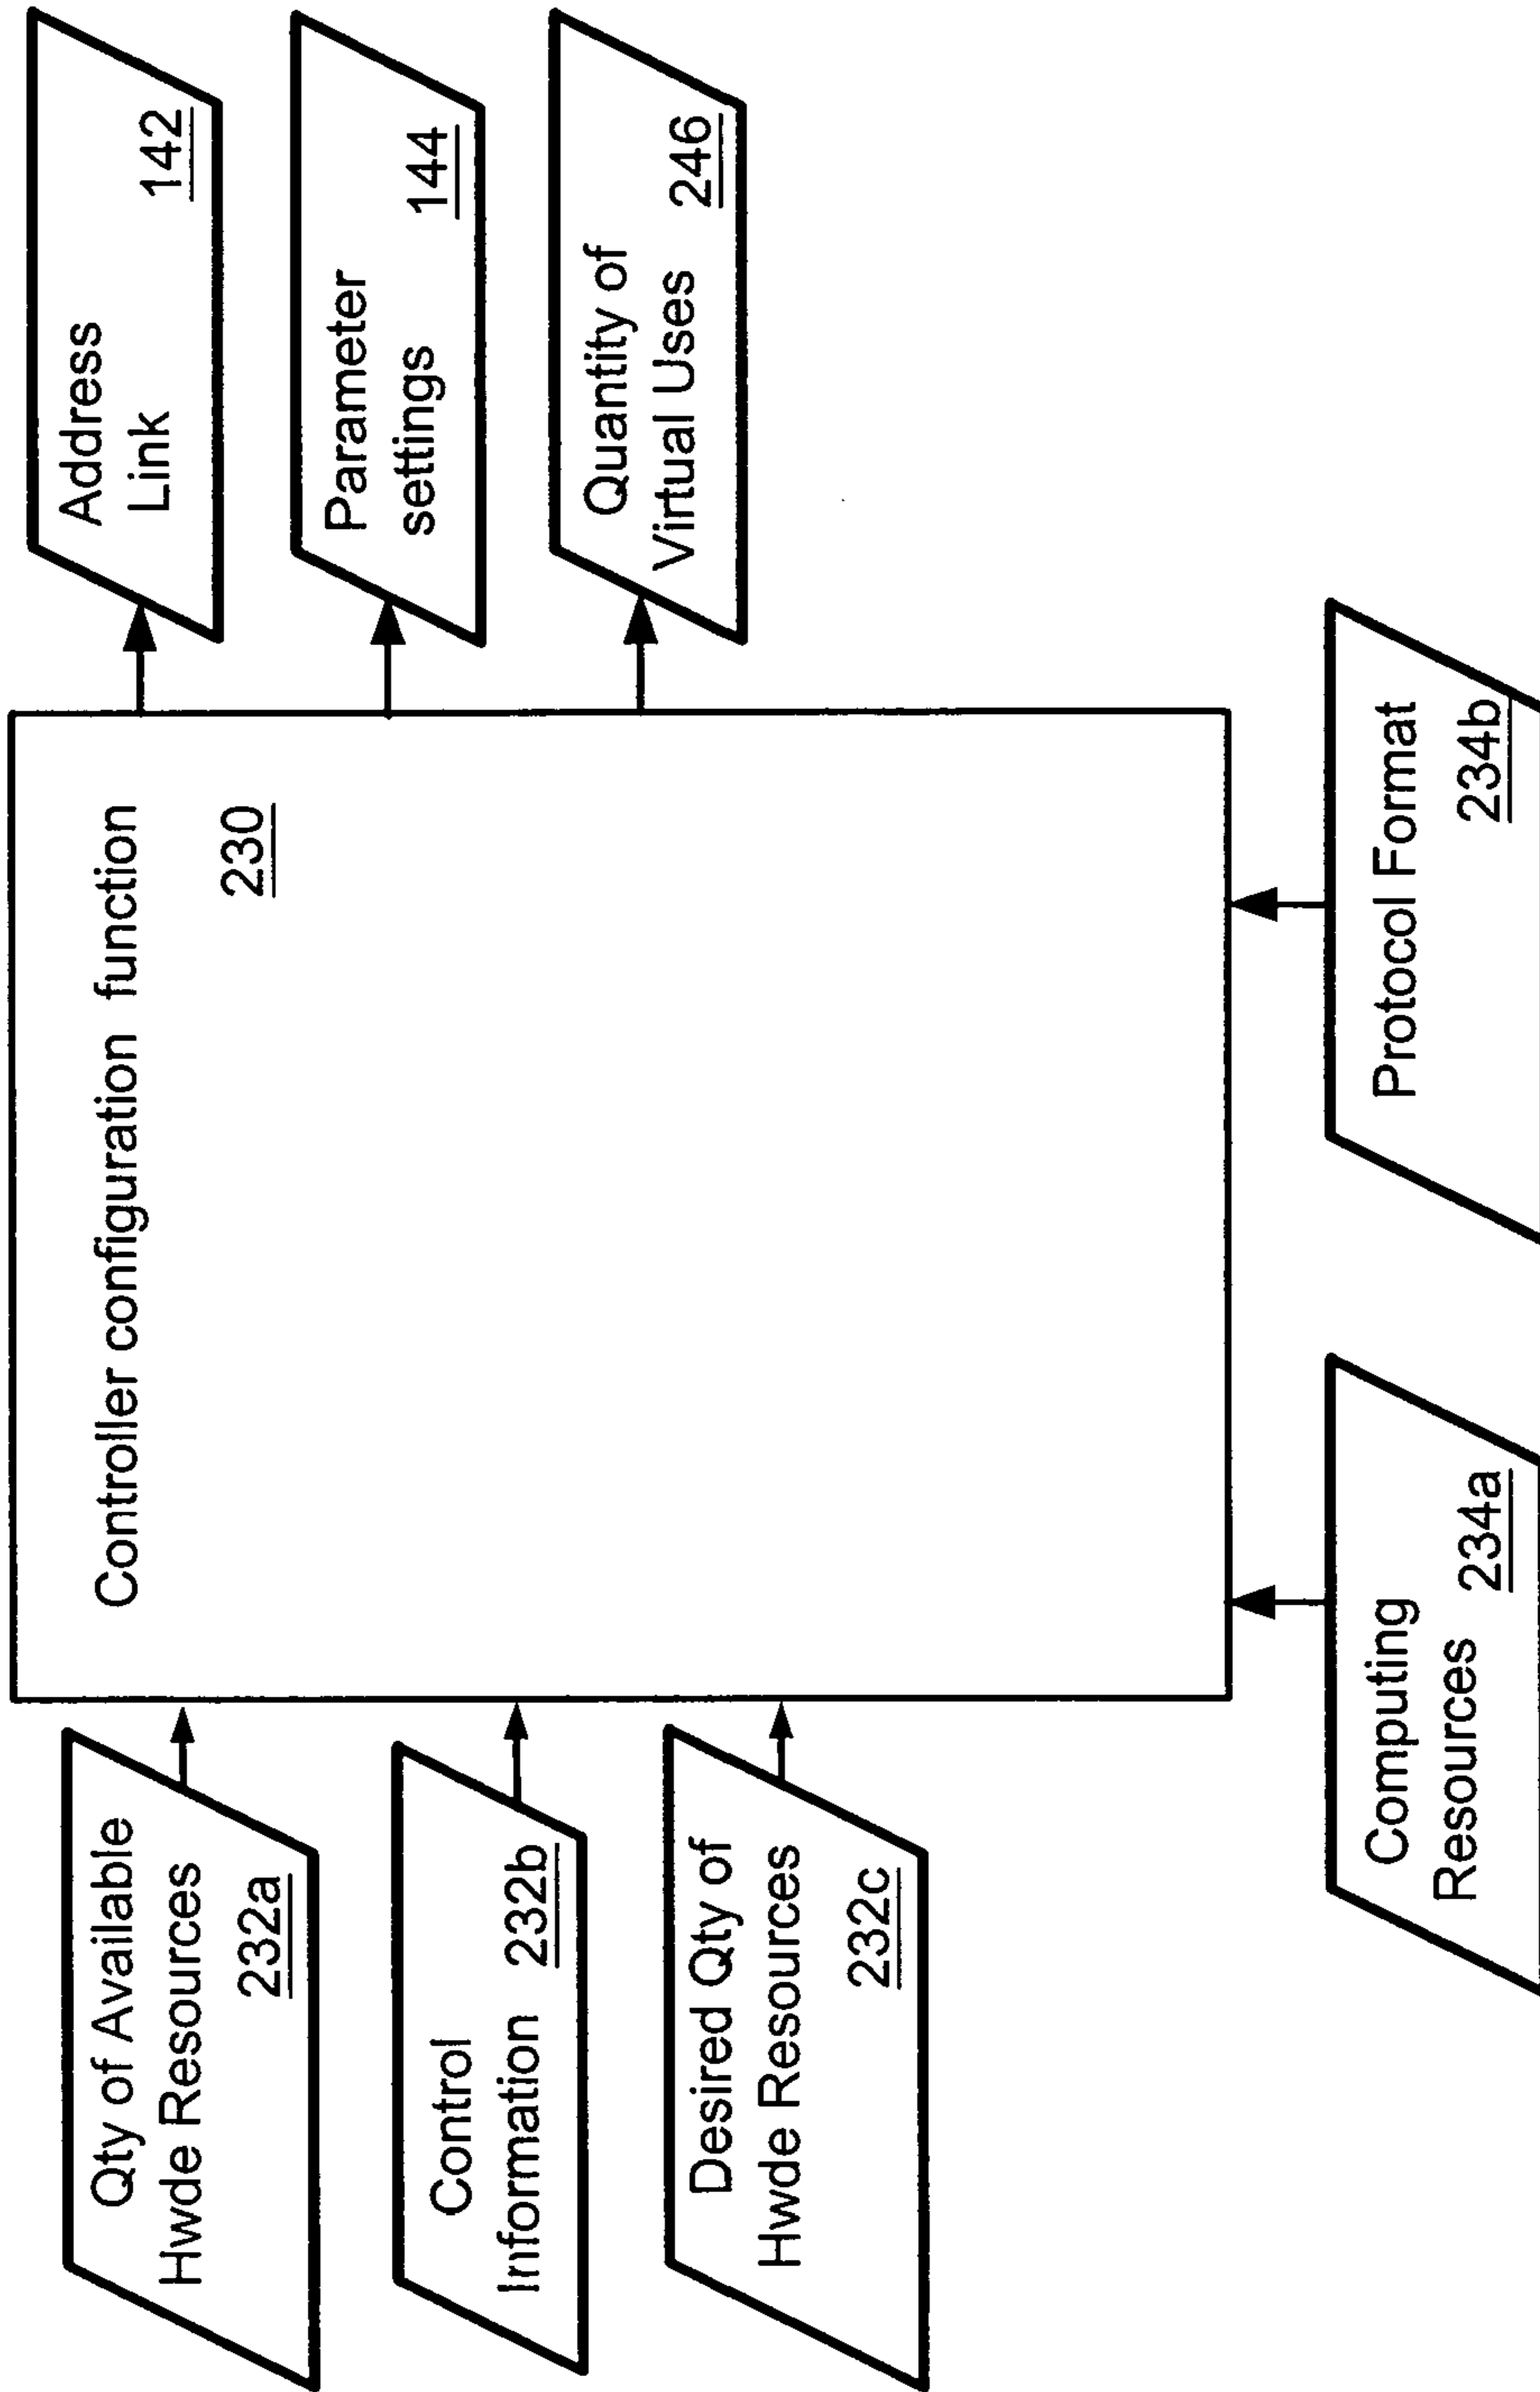 Qty of Available
Hwde Resources
232a
Control
Information 232b
Desired Qty of
Hwde Resources
232c
Controller configuration function
230
Address
Link
142
Parameter
settings
144
Quantity of
Virtual Uses 246
Computing
Resources 234a
Protocol Format
234b